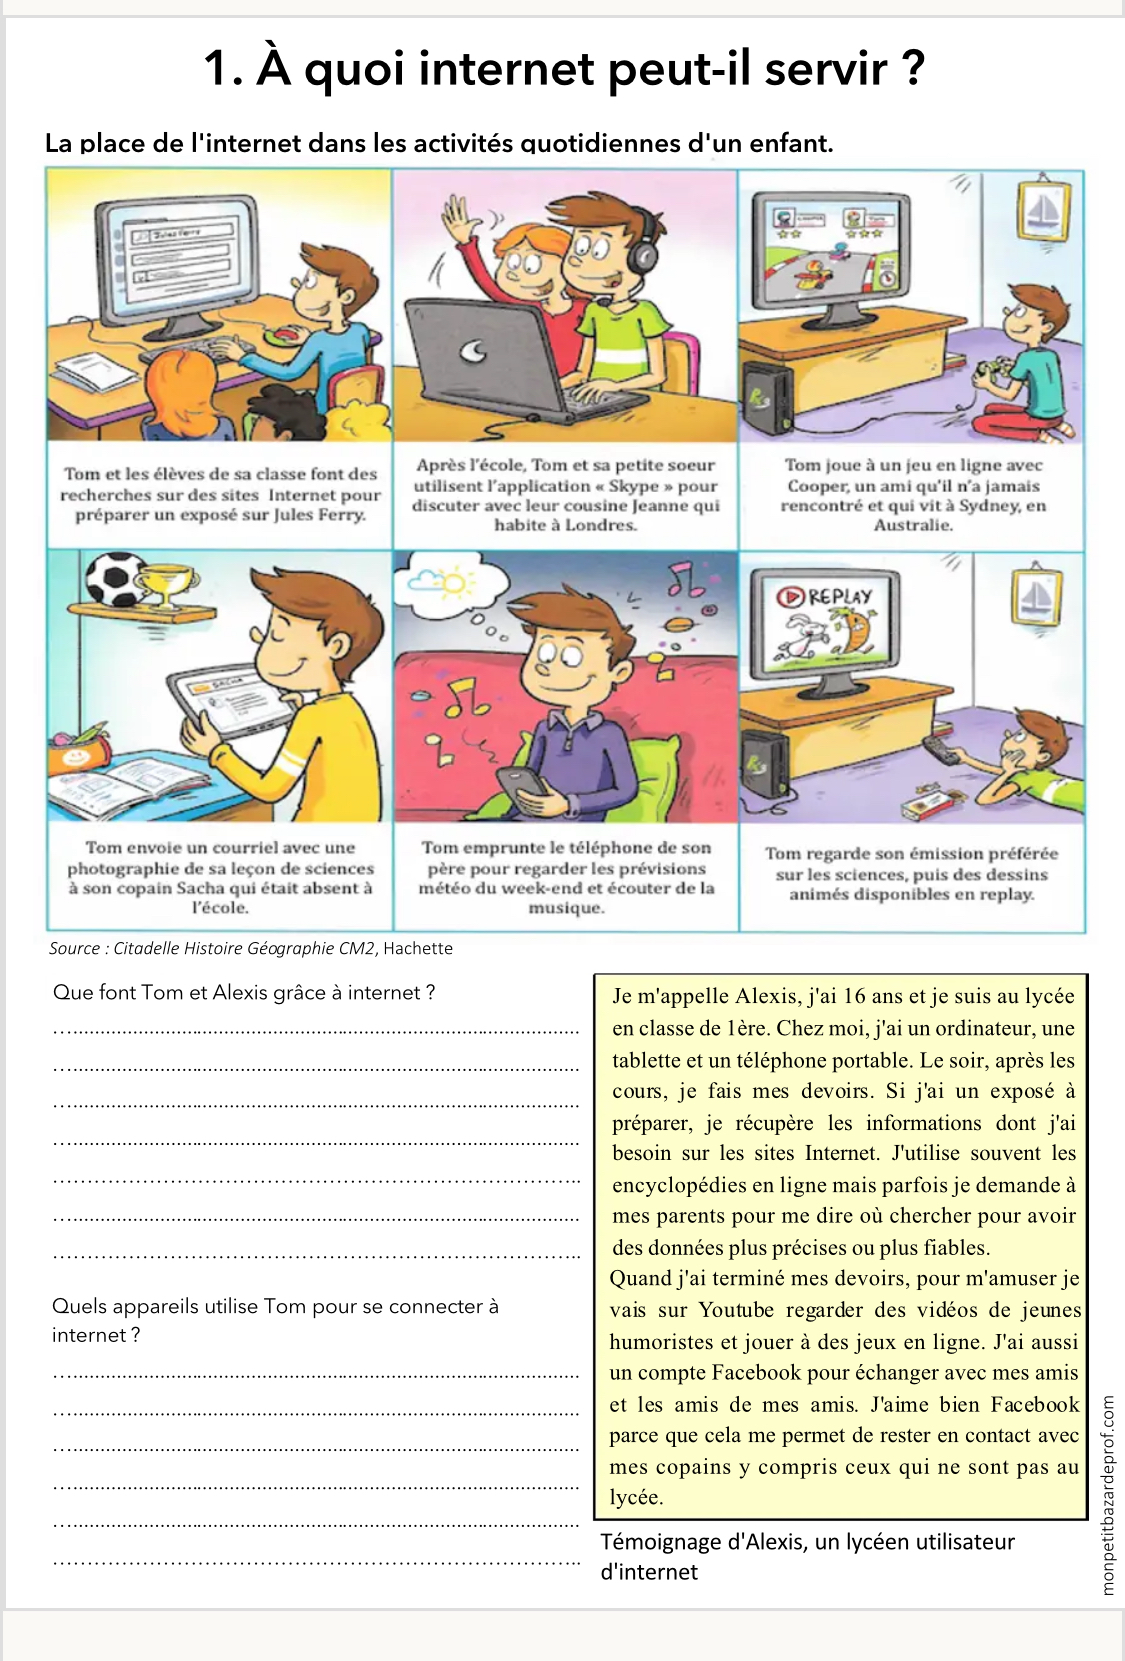 1. À quoi internet peut-il servir ?
La place de l'internet dans les activités quotidiennes d'un enfant.
Jules Ferry
COOPER
Tom
Tom et les élèves de sa classe font des
recherches sur des sites Internet pour
préparer un exposé sur Jules Ferry.
Après l'école, Tom et sa petite soeur
utilisent l'application « Skype » pour
discuter avec leur cousine Jeanne qui
habite à Londres.
Tom joue à un jeu en ligne avec
Cooper, un ami qu'il n'a jamais
rencontré et qui vit à Sydney, en
Australie.
SACHA
REPLAY
Tom envoie un courriel avec une
photographie de sa leçon de sciences
à son copain Sacha qui était absent à
l'école.
Tom emprunte le téléphone de son
père pour regarder les prévisions
météo du week-end et écouter de la
musique.
Tom regarde son émission préférée
sur les sciences, puis des dessins
animés disponibles en replay.
Source : Citadelle Histoire Géographie CM2, Hachette
Que font Tom et Alexis grâce à internet ?
Quels appareils utilise Tom pour se connecter à
internet ?
Je m'appelle Alexis, j'ai 16 ans et je suis au lycée
en classe de 1ère. Chez moi, j'ai un ordinateur, une
tablette et un téléphone portable. Le soir, après les
cours, je fais mes devoirs. Si j'ai un exposé à
préparer, je récupère les informations dont j'ai
besoin sur les sites Internet. J'utilise souvent les
encyclopédies en ligne mais parfois je demande à
mes parents pour me dire où chercher pour avoir
des données plus précises ou plus fiables.
Quand j'ai terminé mes devoirs, pour m'amuser je
vais sur Youtube regarder des vidéos de jeunes
humoristes et jouer à des jeux en ligne. J'ai aussi
un compte Facebook pour échanger avec mes amis
et les amis de mes amis. J'aime bien Facebook
parce que cela me permet de rester en contact avec
mes copains y compris ceux qui ne sont pas au
lycée.
Témoignage d'Alexis, un lycéen utilisateur
d'internet
monpetitbazardeprof.com